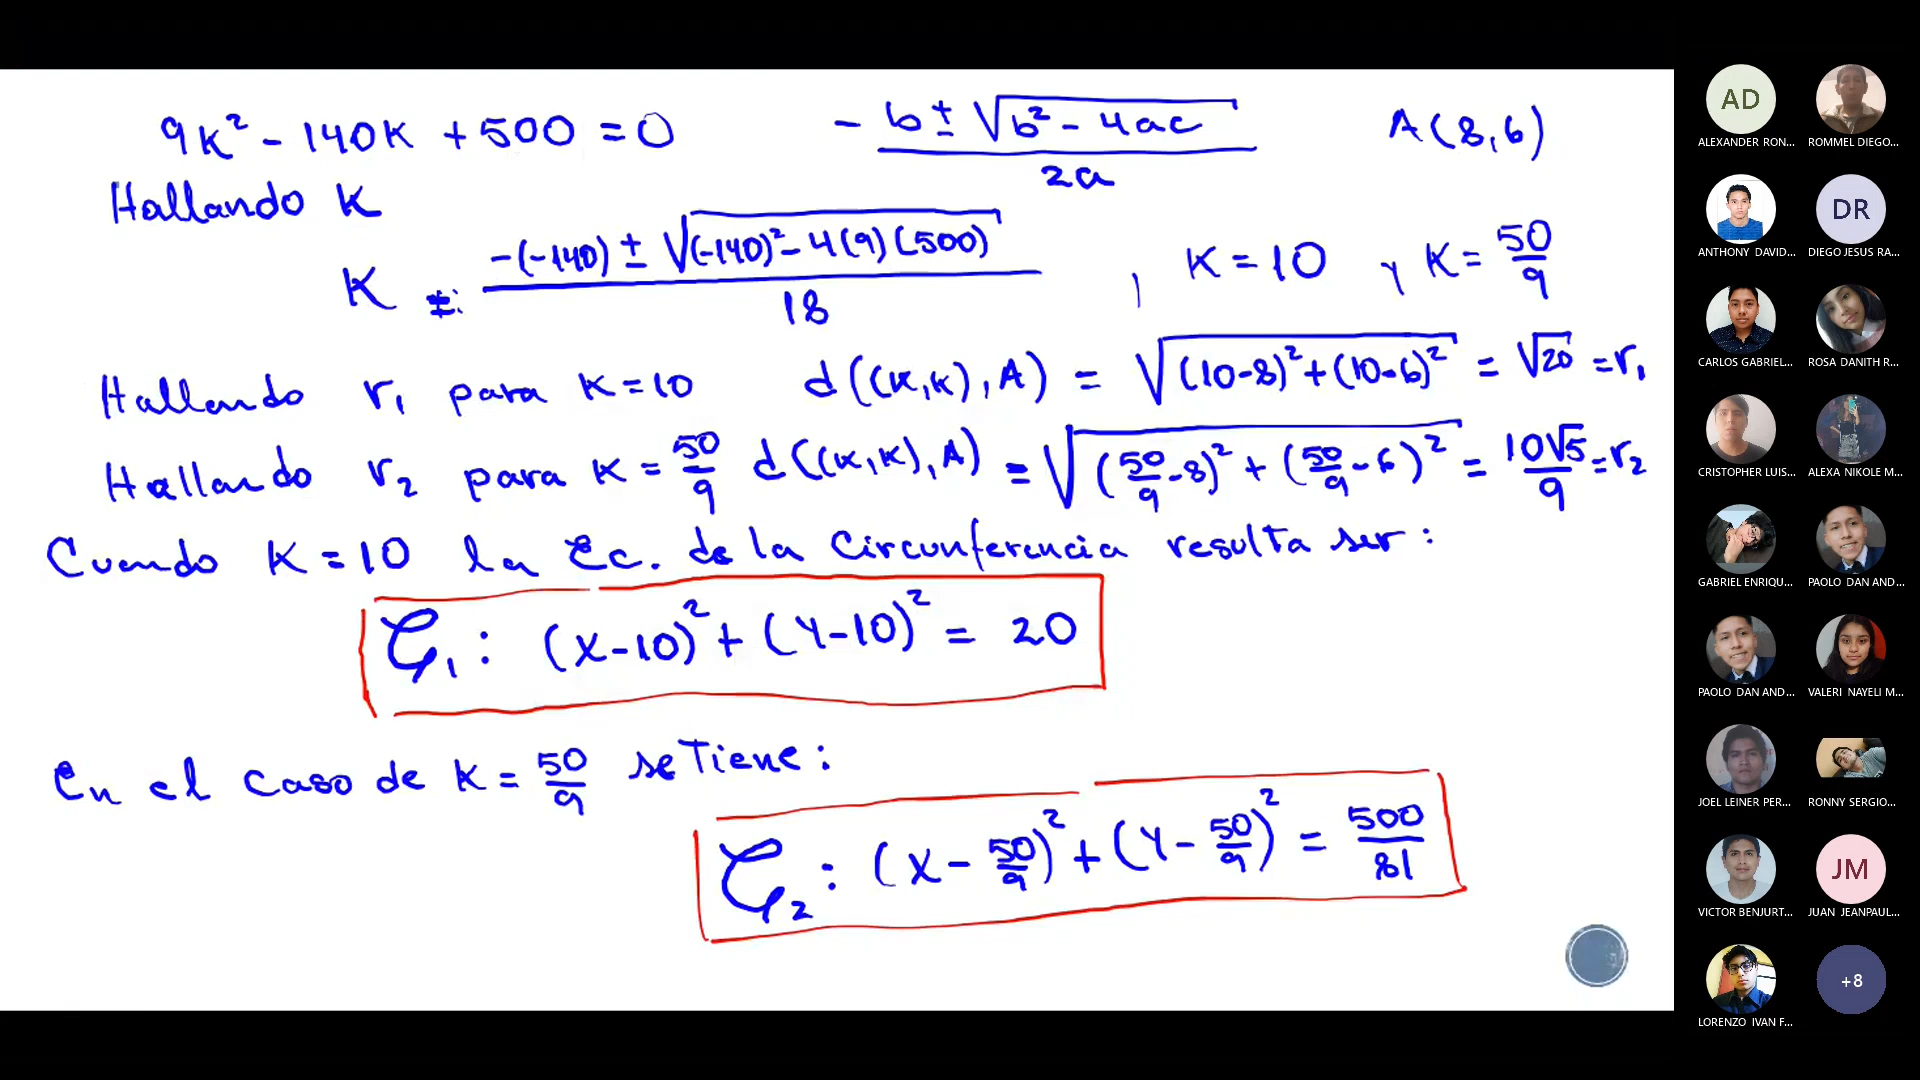 9K² - 140K + 500 = 0
-b ± √(b² - 4ac) / 2a
A(8,6)
Hallando K
K = -(-140) ± √((-140)² - 4(9)(500)) / 18 , K = 10 y K = 50/9
Hallando r₁ para K = 10 d((K,K),A) = √((10-8)² + (10-6)²) = √20 = r₁
Hallando r₂ para K = 50/9 d((K,K),A) = √((50/9 - 8)² + (50/9 - 6)²) = 10√5/9 = r₂
Cuando K = 10 la Ec. de la Circunferencia resulta ser:
C₁: (x-10)² + (y-10)² = 20
En el caso de K = 50/9 se Tiene:
C₂: (x - 50/9)² + (y - 50/9)² = 500/81
AD
ALEXANDER RON...
ROMMEL DIEGO...
ANTHONY DAVID...
DR
DIEGO JESUS RA...
CARLOS GABRIEL...
ROSA DANITH R...
CRISTOPHER LUIS...
ALEXA NIKOLE M...
GABRIEL ENRIQU...
PAOLO DAN AND...
PAOLO DAN AND...
VALERI NAYELI M...
JOEL LEINER PER...
RONNY SERGIO...
VICTOR BENJURT...
JM
JUAN JEANPAUL...
LORENZO IVAN F...
+8